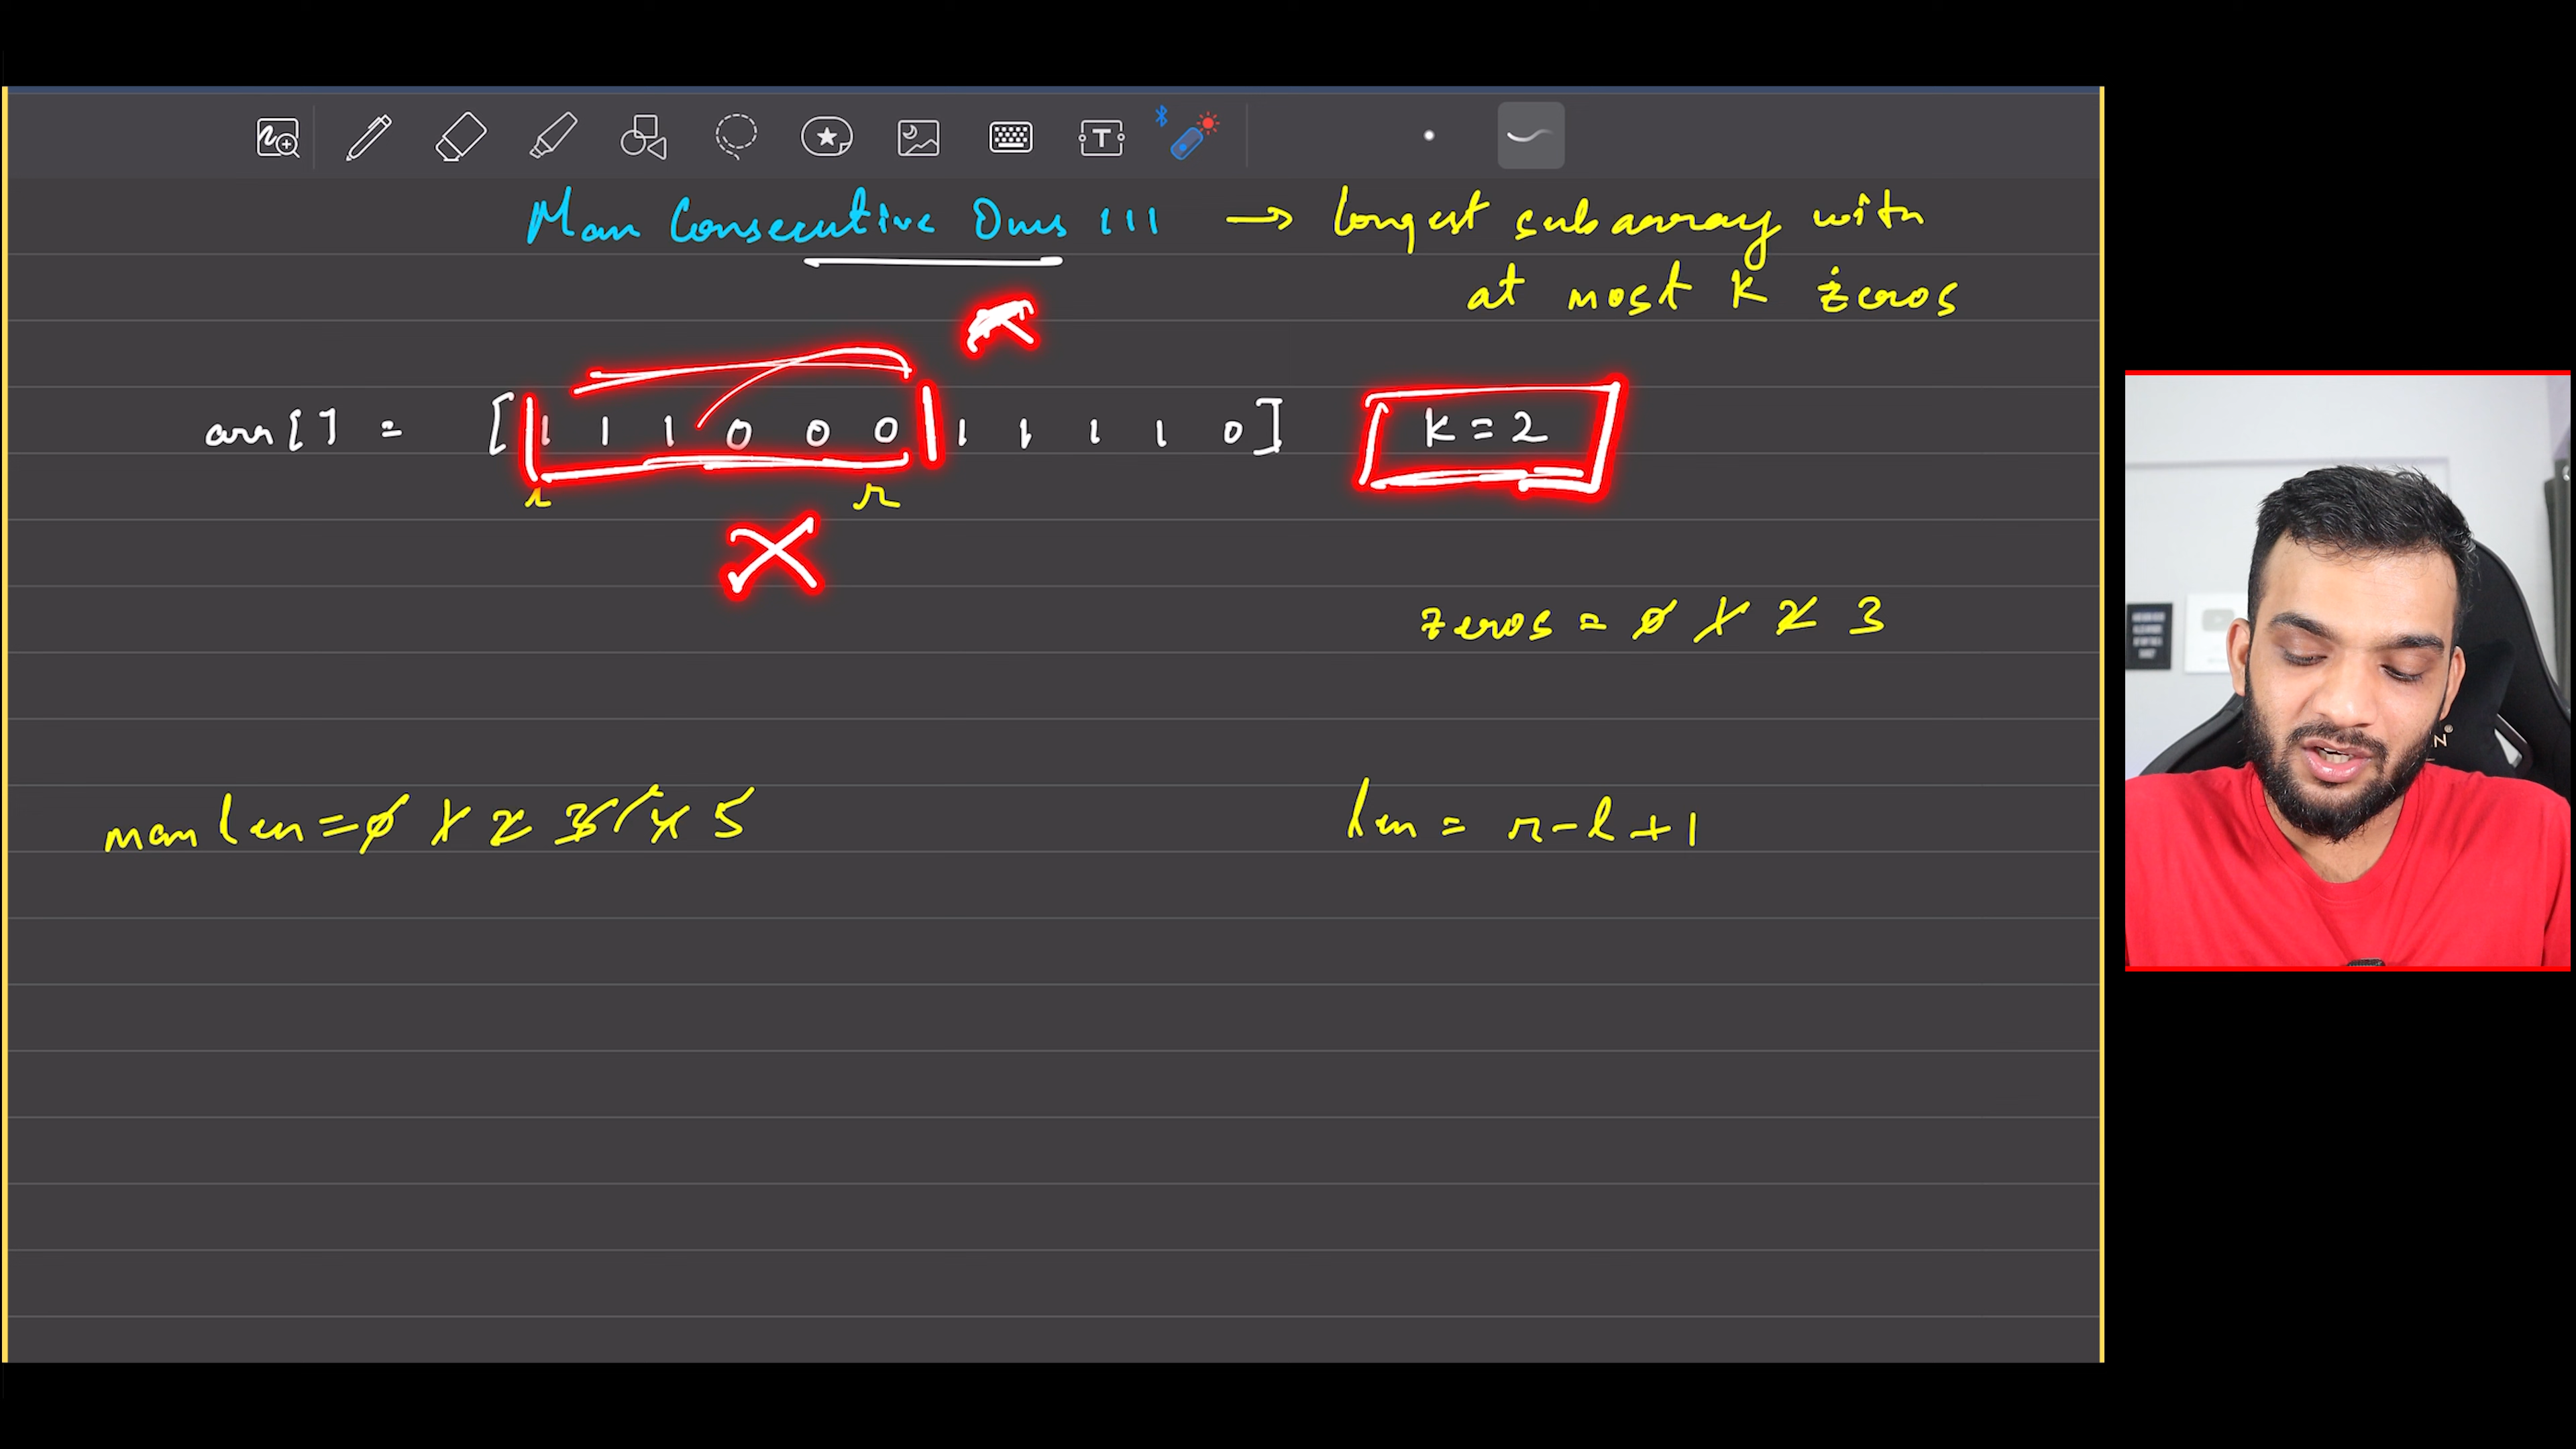 Max Consecutive Ones III → Longest subarray with
at most K zeros
arr[] = [1 1 1 0 0 0 1 1 1 1 0] K = 2
l r
zeros = 0 1 2 3
maxlen = 0 1 2 3 4 5
len = r - l + 1